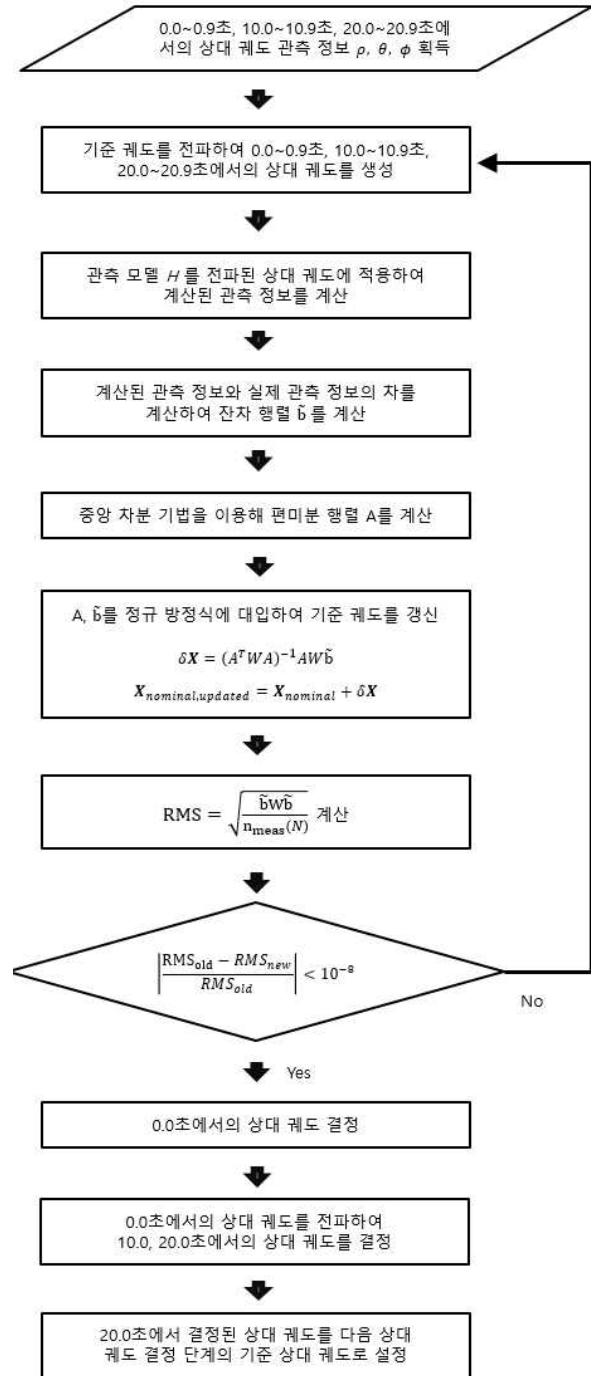 0.0~0.9초, 10.0~10.9초, 20.0~20.9초에
서의 상대 궤도 관측 정보 ρ, θ, ϕ 획득
기준 궤도를 전파하여 0.0~0.9초, 10.0~10.9초,
20.0~20.9초에서의 상대 궤도를 생성
관측 모델 H 를 전파된 상대 궤도에 적용하여
계산된 관측 정보를 계산
계산된 관측 정보와 실제 관측 정보의 차를
계산하여 잔차 행렬 b̃ 를 계산
중앙 차분 기법을 이용해 편미분 행렬 A를 계산
A, b̃를 정규 방정식에 대입하여 기준 궤도를 갱신
δX = (AᵀWA)⁻¹AWb̃
X_nominal,updated = X_nominal + δX
RMS = √(b̃Wb̃ / n_meas(N)) 계산
|(RMS_old − RMS_new) / RMS_old| < 10⁻⁸
No
Yes
0.0초에서의 상대 궤도 결정
0.0초에서의 상대 궤도를 전파하여
10.0, 20.0초에서의 상대 궤도를 결정
20.0초에서 결정된 상대 궤도를 다음 상대
궤도 결정 단계의 기준 상대 궤도로 설정